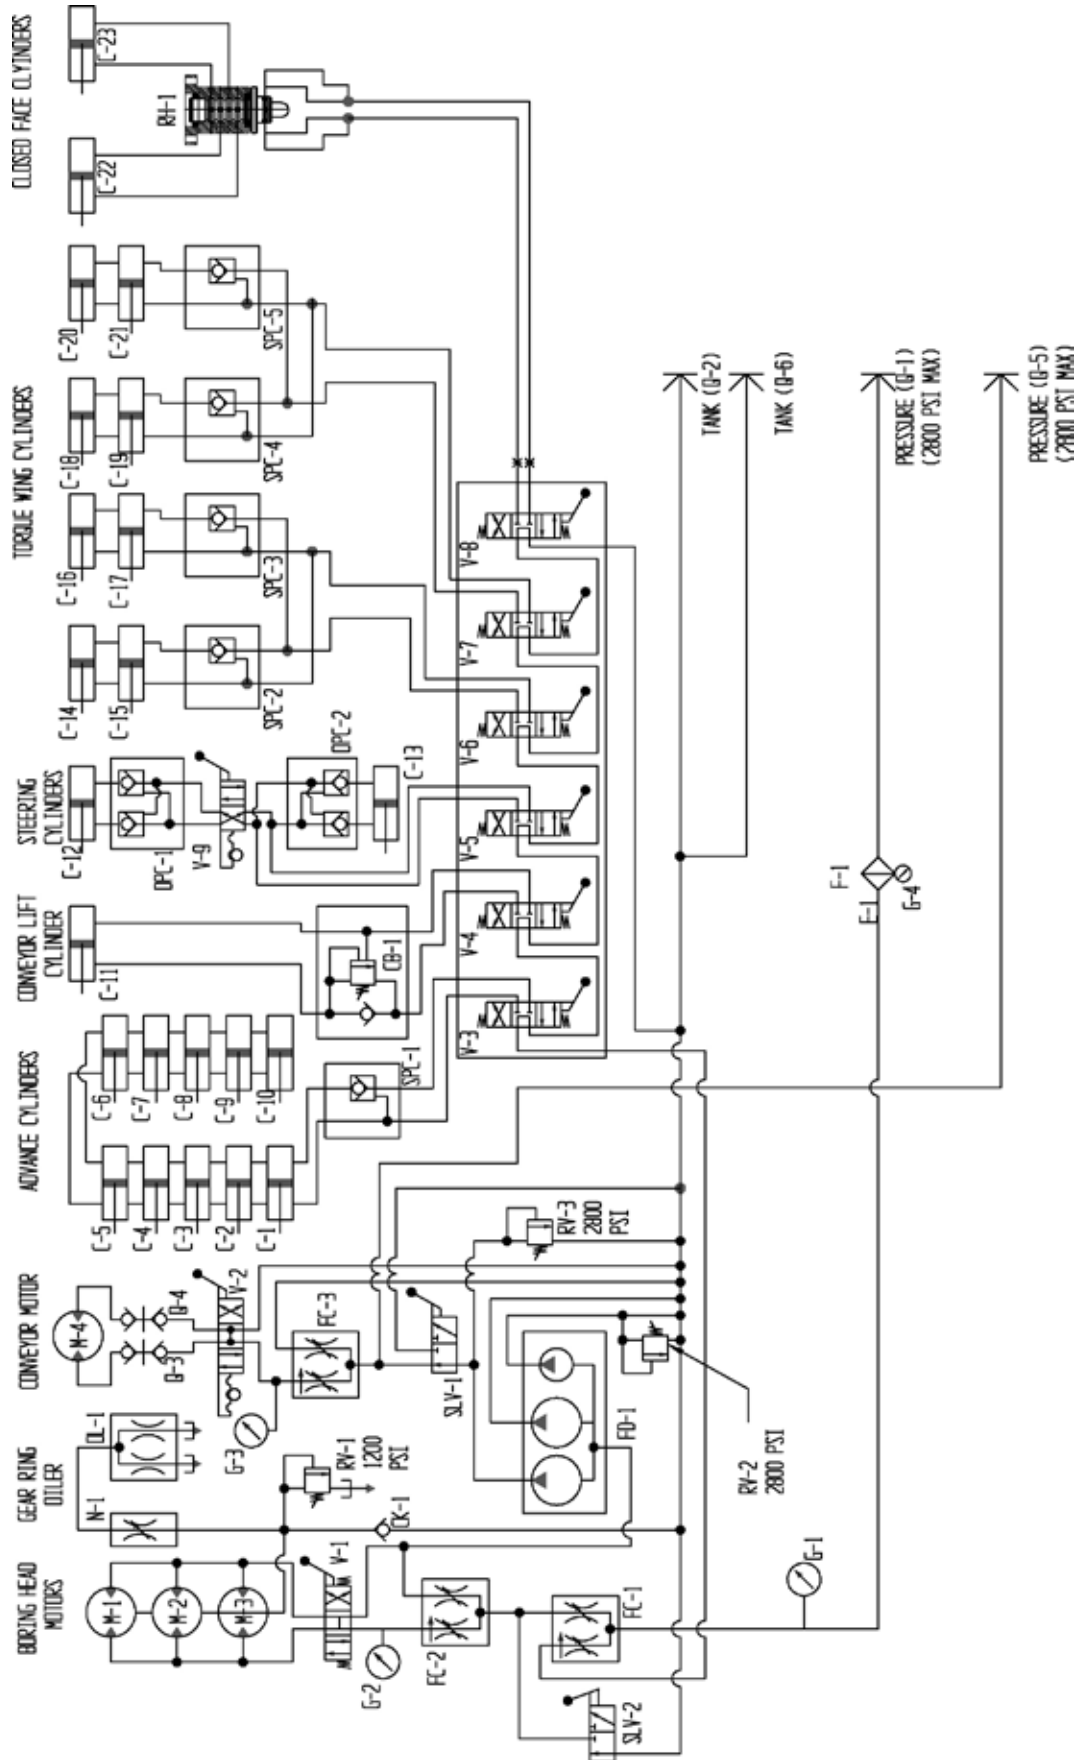 CLOSED FACE CLYINDERS
C-23
RH-1
C-22
TORQUE WING CYLINDERS
C-20
C-21
SPC-5
C-18
C-19
SPC-4
C-16
C-17
SPC-3
C-14
C-15
SPC-2
STEERING
CYLINDERS
C-12
DPC-1
V-9
DPC-2
C-13
CONVEYOR LIFT
CYLINDER
C-11
CB-1
ADVANCE CYLINDERS
C-6
C-7
C-8
C-9
C-10
C-5
C-4
C-3
C-2
C-1
SPC-1
V-8
V-7
V-6
V-5
V-4
V-3
CONVEYOR MOTOR
M-4
Q-4
Q-3
V-2
G-3
FC-3
SLV-1
RV-3
2800
PSI
GEAR RING
OILER
OL-1
N-1
RV-1
1200
PSI
CK-1
FD-1
RV-2
2800 PSI
BORING HEAD
MOTORS
M-1
M-2
M-3
V-1
G-2
FC-2
FC-1
SLV-2
G-1
F-1
E-1
G-4
TANK (Q-2)
TANK (Q-6)
PRESSURE (Q-1)
(2800 PSI MAX)
PRESSURE (Q-5)
(2800 PSI MAX)